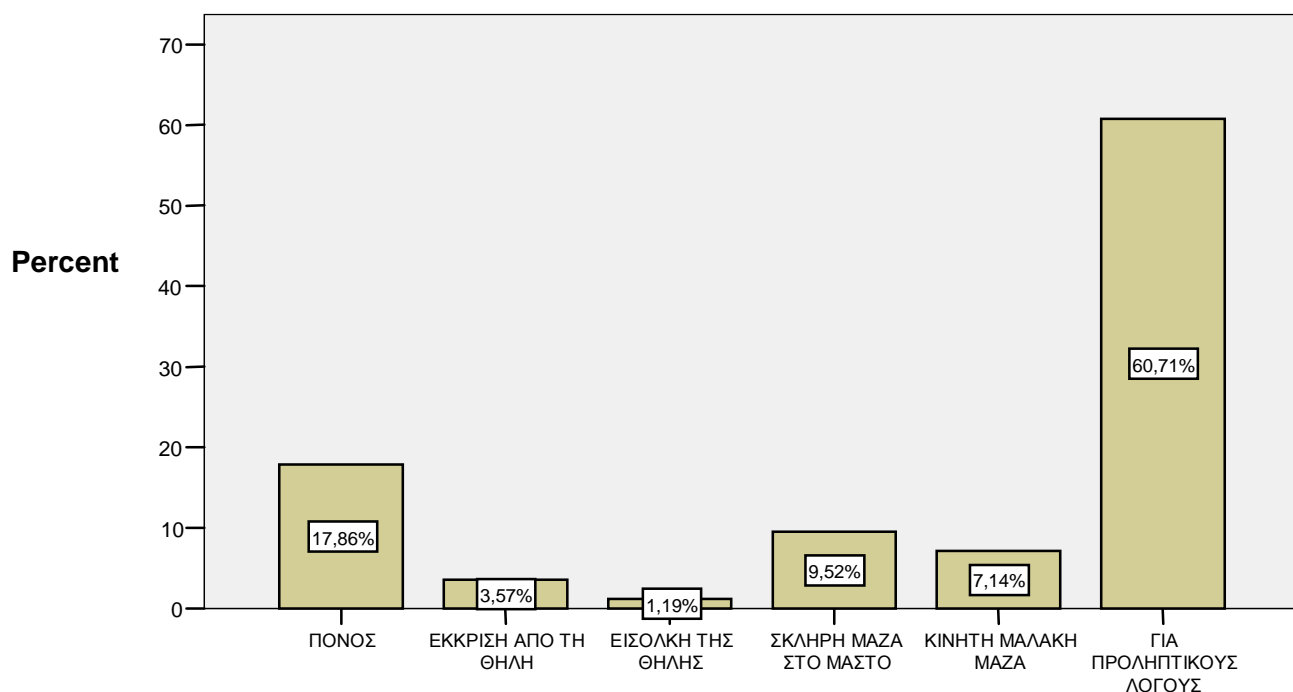 70
60
50
40
30
20
10
0
Percent
17,86%
3,57%
1,19%
9,52%
7,14%
60,71%
ΠΟΝΟΣ
ΕΚΚΡΙΣΗ ΑΠΟ ΤΗ
ΘΗΛΗ
ΕΙΣΟΛΚΗ ΤΗΣ
ΘΗΛΗΣ
ΣΚΛΗΡΗ ΜΑΖΑ
ΣΤΟ ΜΑΣΤΟ
ΚΙΝΗΤΗ ΜΑΛΑΚΗ
ΜΑΖΑ
ΓΙΑ
ΠΡΟΛΗΠΤΙΚΟΥΣ
ΛΟΓΟΥΣ